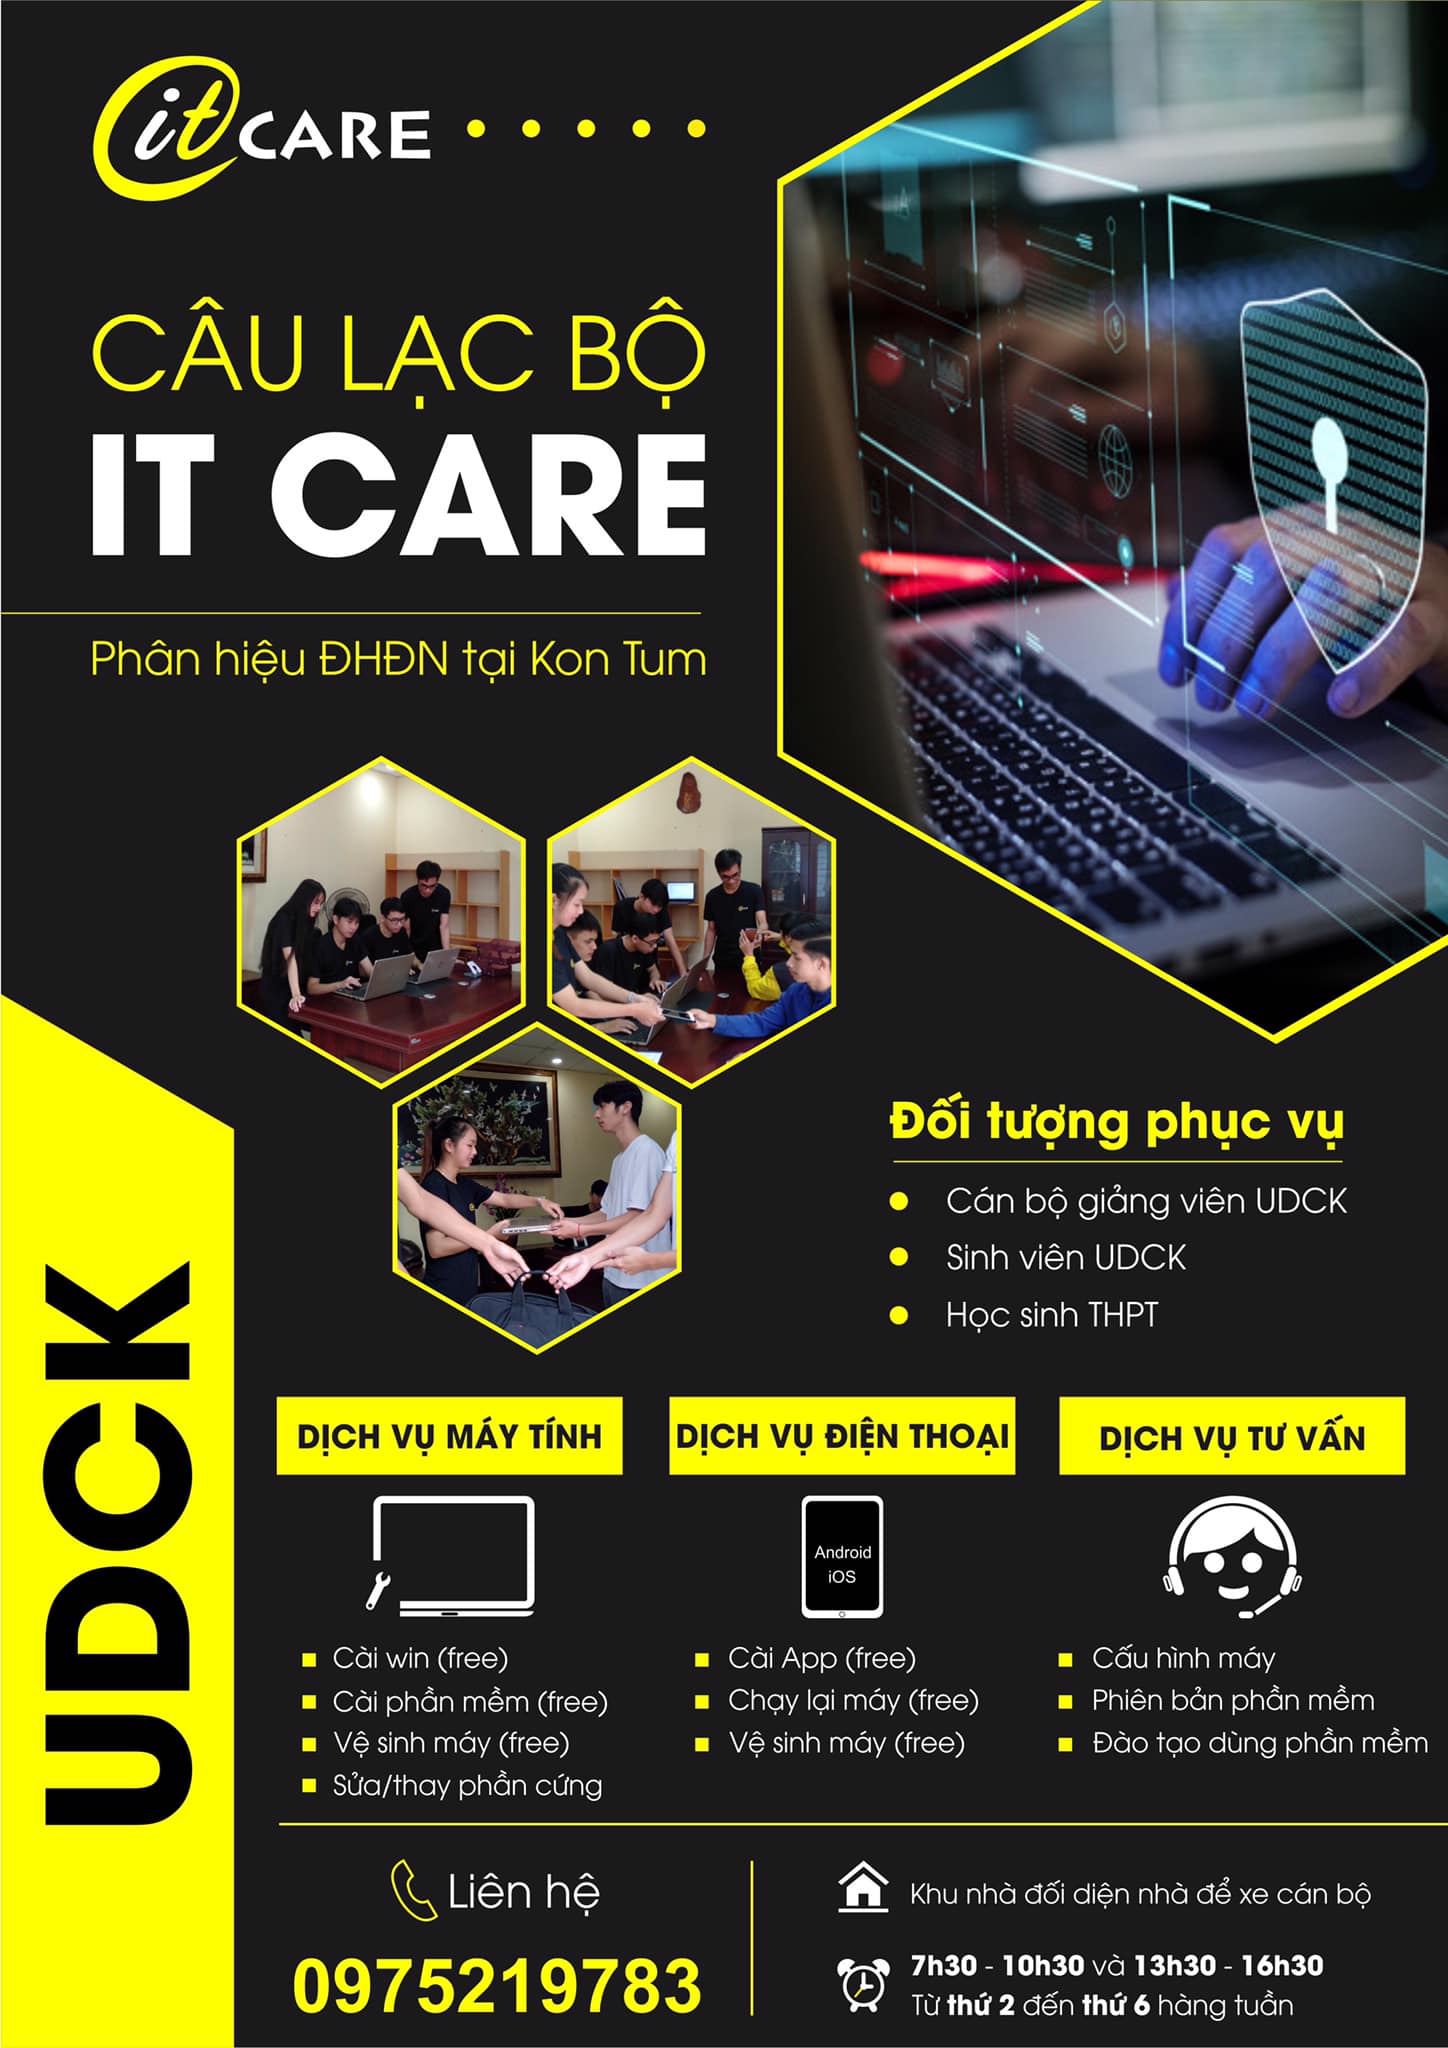 it CARE
CÂU LẠC BỘ
IT CARE
Phân hiệu ĐHĐN tại Kon Tum
Đối tượng phục vụ
Cán bộ giảng viên UDCK
Sinh viên UDCK
Học sinh THPT
UDCK
DỊCH VỤ MÁY TÍNH
Cài win (free)
Cài phần mềm (free)
Vệ sinh máy (free)
Sửa/thay phần cứng
DỊCH VỤ ĐIỆN THOẠI
Android
iOS
Cài App (free)
Chạy lại máy (free)
Vệ sinh máy (free)
DỊCH VỤ TƯ VẤN
Cấu hình máy
Phiên bản phần mềm
Đào tạo dùng phần mềm
Liên hệ
0975219783
Khu nhà đối diện nhà để xe cán bộ
7h30 - 10h30 và 13h30 - 16h30
Từ thứ 2 đến thứ 6 hàng tuần